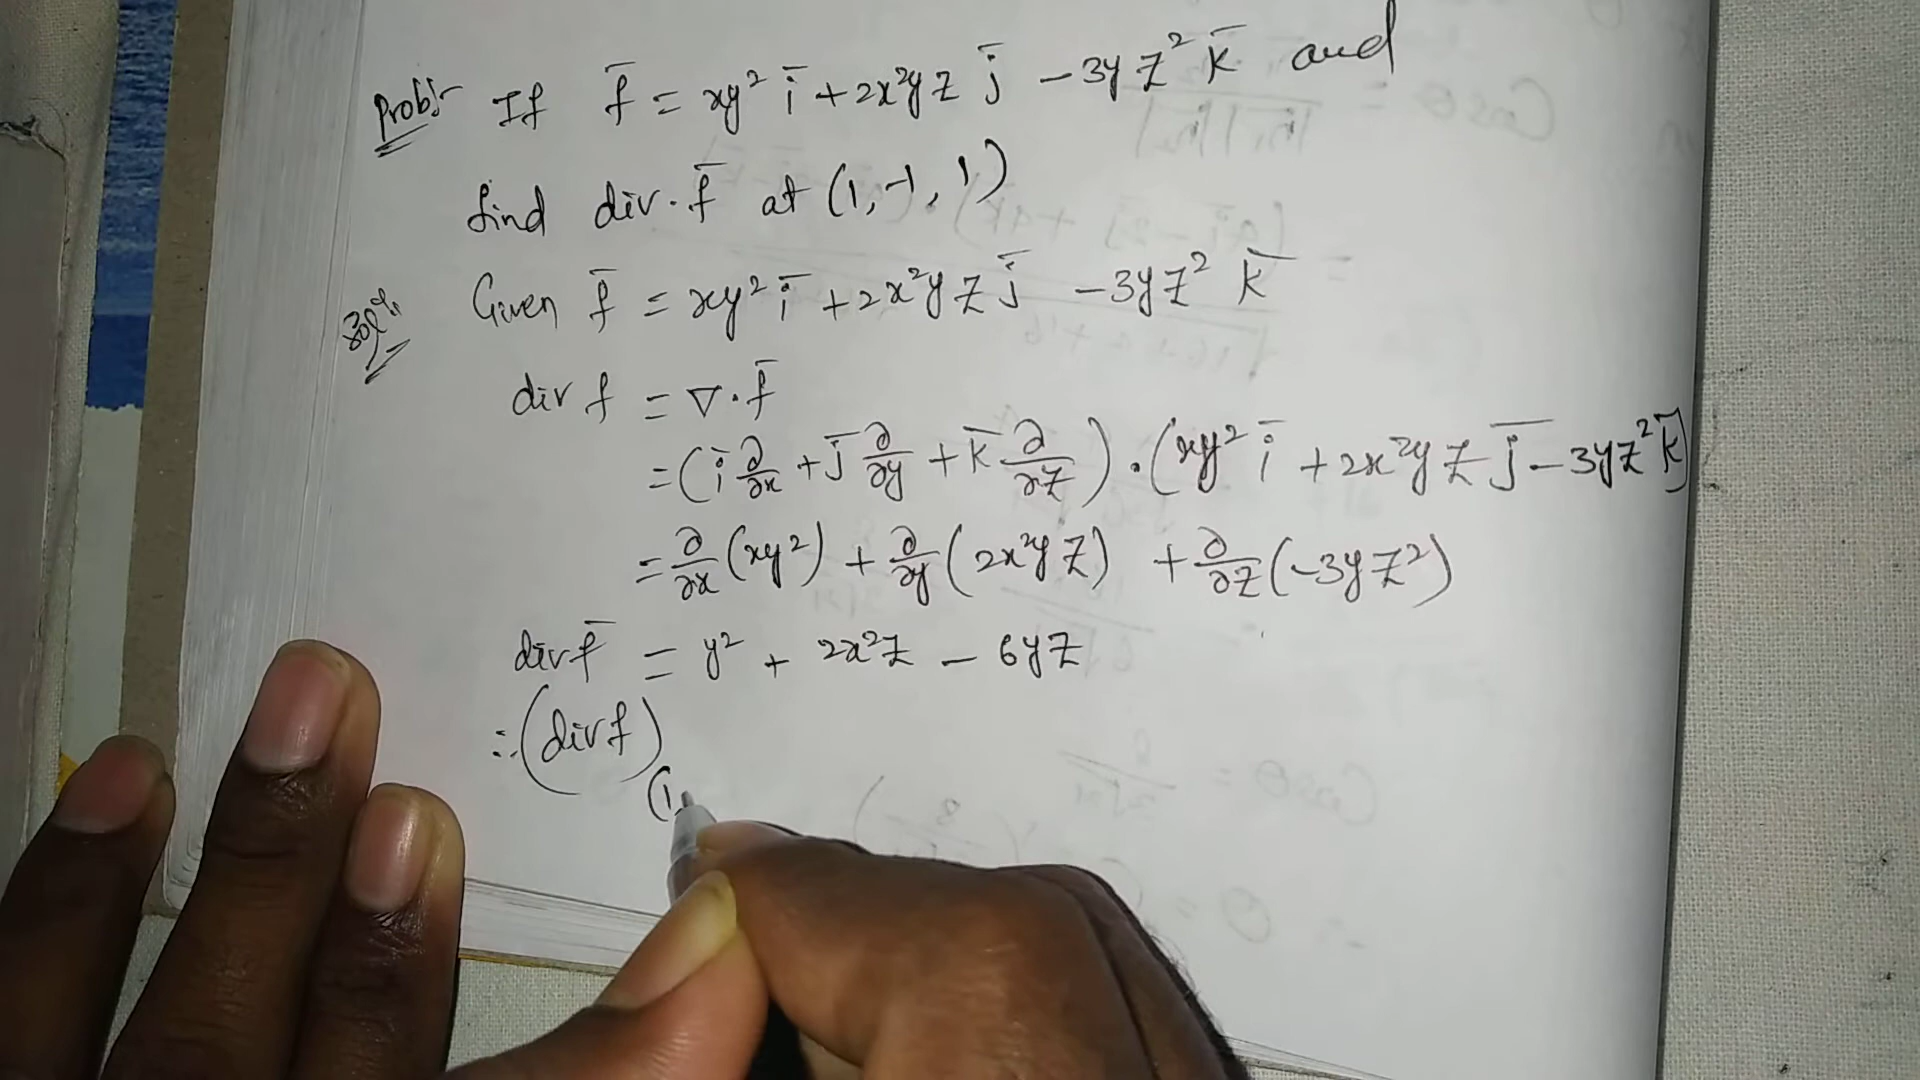 Prob:- If f̄ = xy² ī + 2x²yz j̄ - 3yz² k̄ and
find div. f̄ at (1,-1, 1)
Sol: Given f̄ = xy² ī + 2x²yz j̄ - 3yz² k̄
div f = ∇.f̄
= (ī ∂/∂x + j̄ ∂/∂y + k̄ ∂/∂z) . (xy² ī + 2x²yz j̄ - 3yz² k̄)
= ∂/∂x (xy²) + ∂/∂y (2x²yz) + ∂/∂z (-3yz²)
div f̄ = y² + 2x²z - 6yz
∴ (div f)
(1,